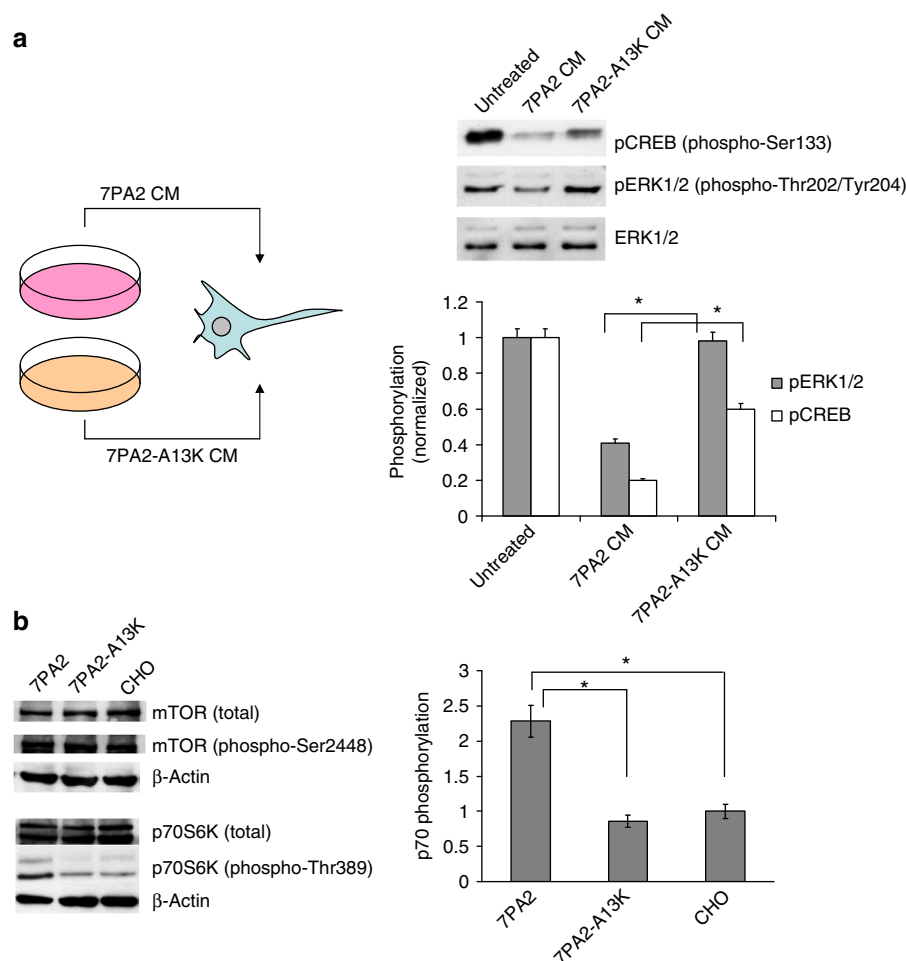 a
Untreated
7PA2 CM
7PA2-A13K CM
pCREB (phospho-Ser133)
pERK1/2 (phospho-Thr202/Tyr204)
ERK1/2
7PA2 CM
7PA2-A13K CM
Phosphorylation
(normalized)
1.2
1
0.8
0.6
0.4
0.2
0
*
*
pERK1/2
pCREB
Untreated
7PA2 CM
7PA2-A13K CM
b
7PA2
7PA2-A13K
CHO
mTOR (total)
mTOR (phospho-Ser2448)
β-Actin
p70S6K (total)
p70S6K (phospho-Thr389)
β-Actin
p70 phosphorylation
3
2.5
2
1.5
1
0.5
0
*
*
7PA2
7PA2-A13K
CHO